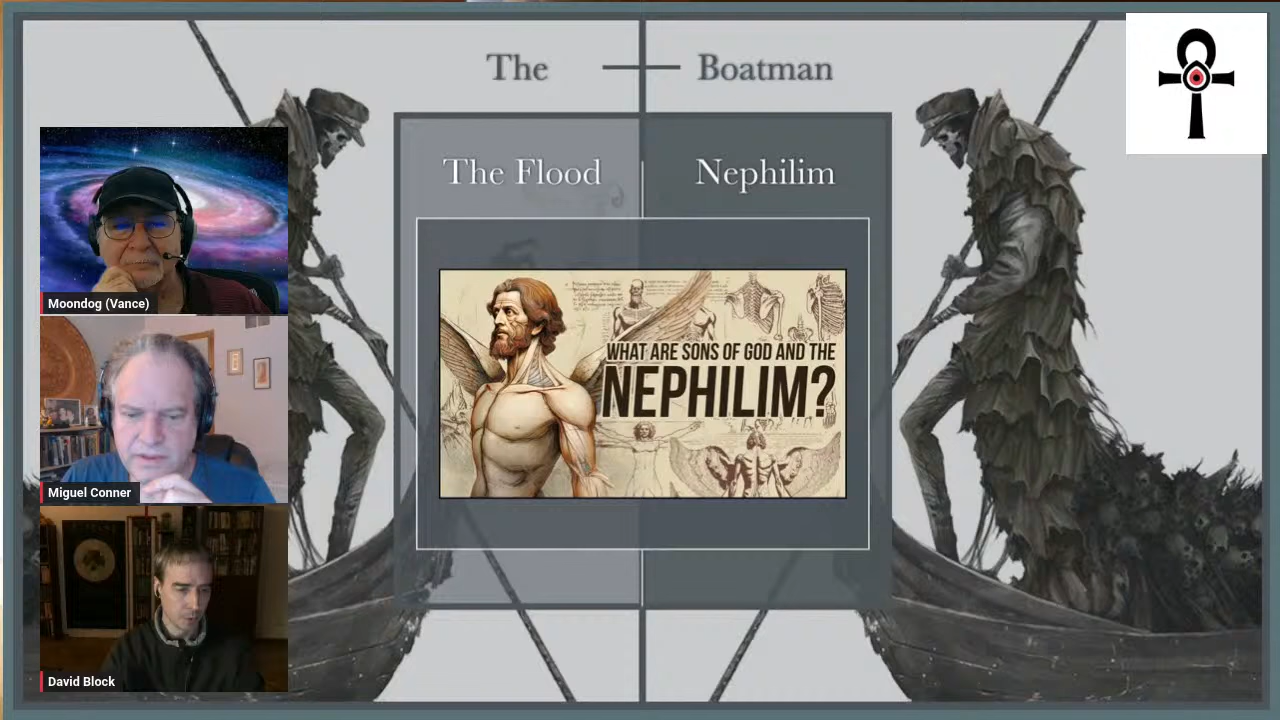 The Boatman
The Flood
Nephilim
WHAT ARE SONS OF GOD AND THE
NEPHILIM?
Moondog (Vance)
Miguel Conner
David Block